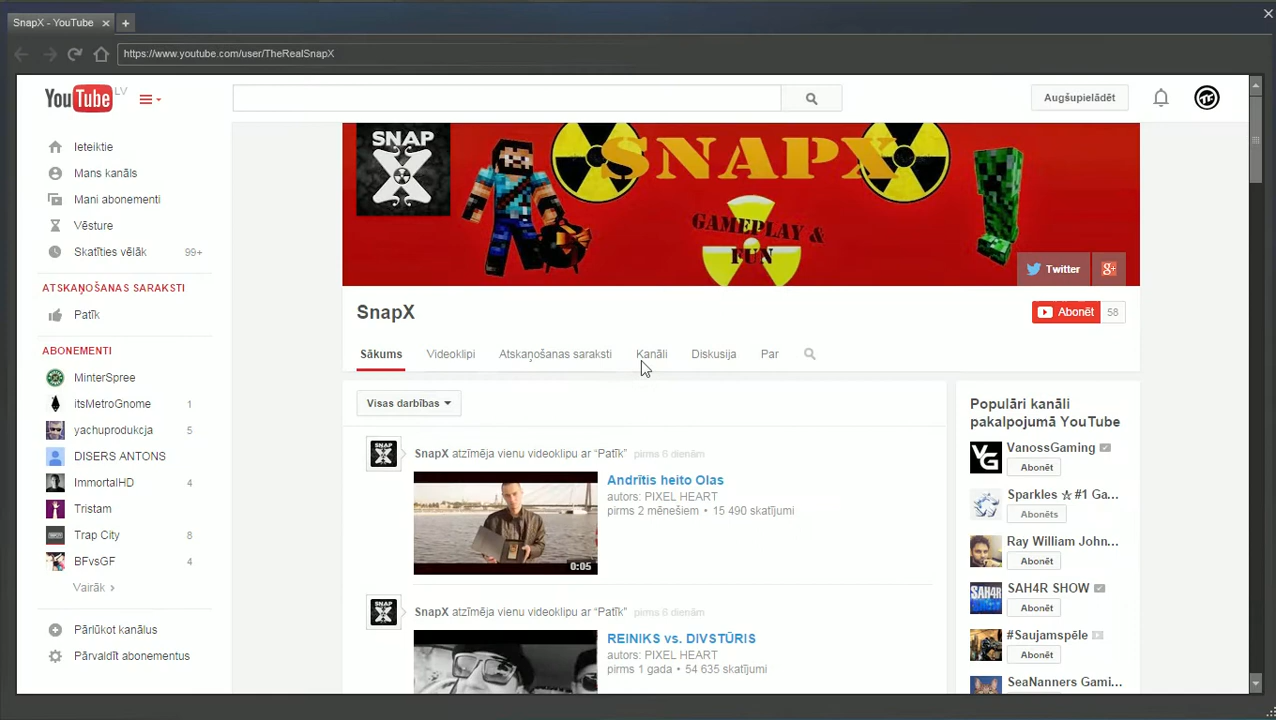 SnapX - YouTube
https://www.youtube.com/user/TheRealSnapX
YouTube LV
Augšupielādēt
Ieteiktie
Mans kanāls
Mani abonementi
Vēsture
Skatīties vēlāk 99+
ATSKAŅOŠANAS SARAKSTI
Patīk
ABONEMENTI
MinterSpree
itsMetroGnome 1
yachuprodukcja 5
DISERS ANTONS
ImmortalHD 4
Tristam
Trap City 8
BFvsGF 4
Vairāk
Pārlūkot kanālus
Pārvaldīt abonementus
SNAP
X
SNAPX
GAMEPLAY &
FUN
Twitter
g+
SnapX
Abonēt 58
Sākums Videoklipi Atskaņošanas saraksti Kanāli Diskusija Par
Visas darbības
SnapX atzīmēja vienu videoklipu ar “Patīk” pirms 6 dienām
0:05
Andrītis heito Olas
autors: PIXEL HEART
pirms 2 mēnešiem • 15 490 skatījumi
SnapX atzīmēja vienu videoklipu ar “Patīk” pirms 6 dienām
REINIKS vs. DIVSTŪRIS
autors: PIXEL HEART
pirms 1 gada • 54 635 skatījumi
Populāri kanāli
pakalpojumā YouTube
VanossGaming
Abonēt
Sparkles ☆ #1 Ga...
Abonēts
Ray William John...
Abonēt
SAH4R SHOW
Abonēt
#Saujamspēle
Abonēt
SeaNanners Gami...